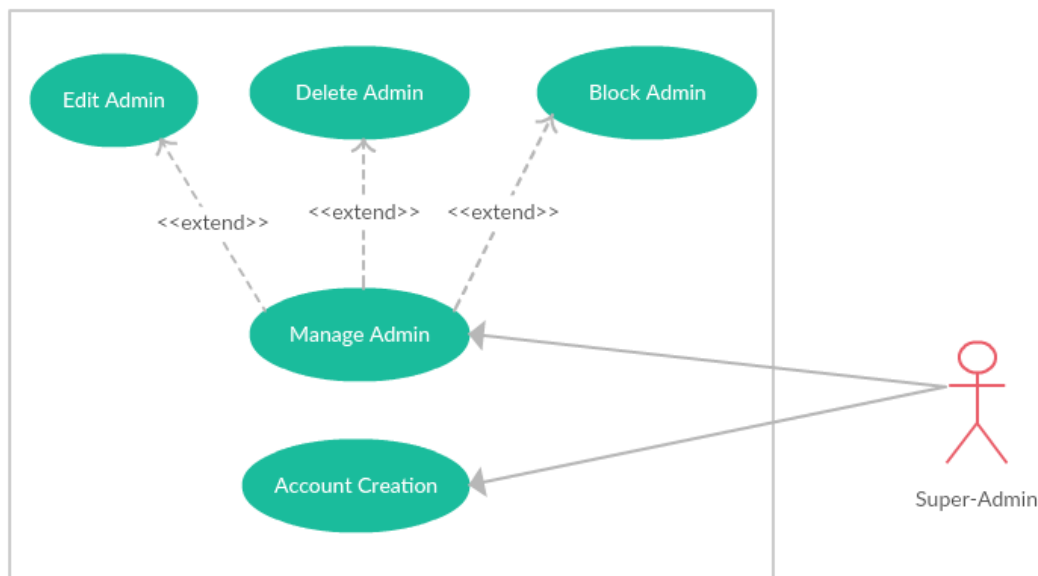 Edit Admin
Delete Admin
Block Admin
<<extend>>
<<extend>>
<<extend>>
Manage Admin
Account Creation
Super-Admin